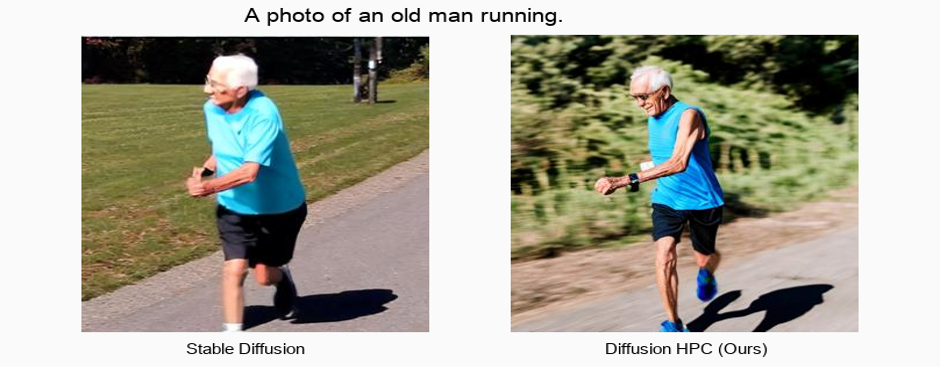 A photo of an old man running.
Stable Diffusion
Diffusion HPC (Ours)